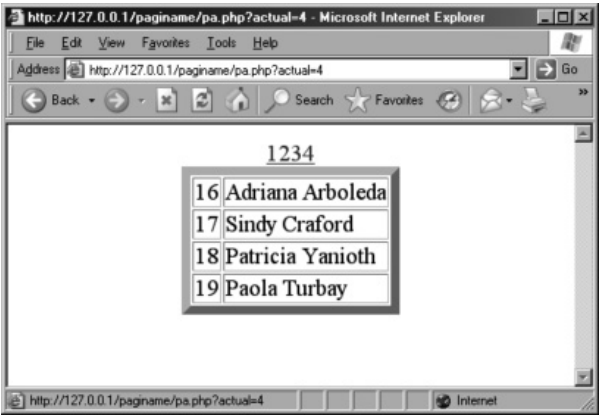 http://127.0.0.1/paginame/pa.php?actual=4 - Microsoft Internet Explorer
File Edit View Favorites Tools Help
Address http://127.0.0.1/paginame/pa.php?actual=4 Go
Back Search Favorites »
1234
16 Adriana Arboleda
17 Sindy Craford
18 Patricia Yanioth
19 Paola Turbay
http://127.0.0.1/paginame/pa.php?actual=4 Internet